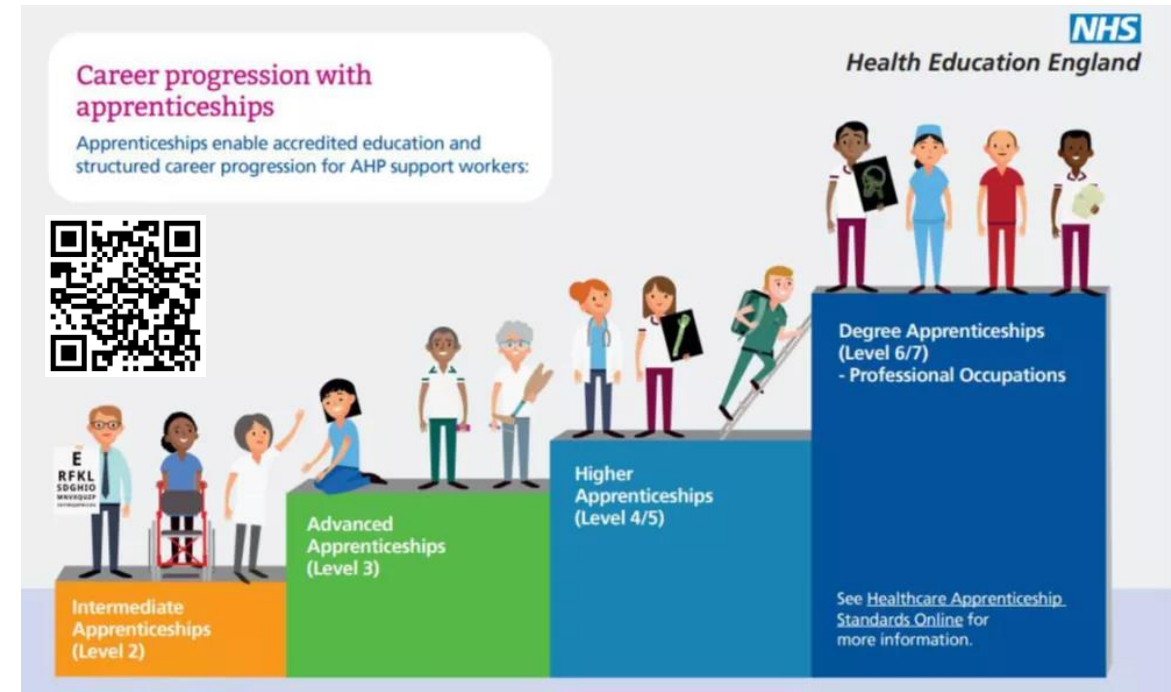 NHS
Health Education England
Career progression with
apprenticeships
Apprenticeships enable accredited education and
structured career progression for AHP support workers:
E
RFKL
SDGHIO
Degree Apprenticeships
(Level 6/7)
- Professional Occupations
Higher
Apprenticeships
(Level 4/5)
Advanced
Apprenticeships
(Level 3)
Intermediate
Apprenticeships
(Level 2)
See Healthcare Apprenticeship
Standards Online for
more information.